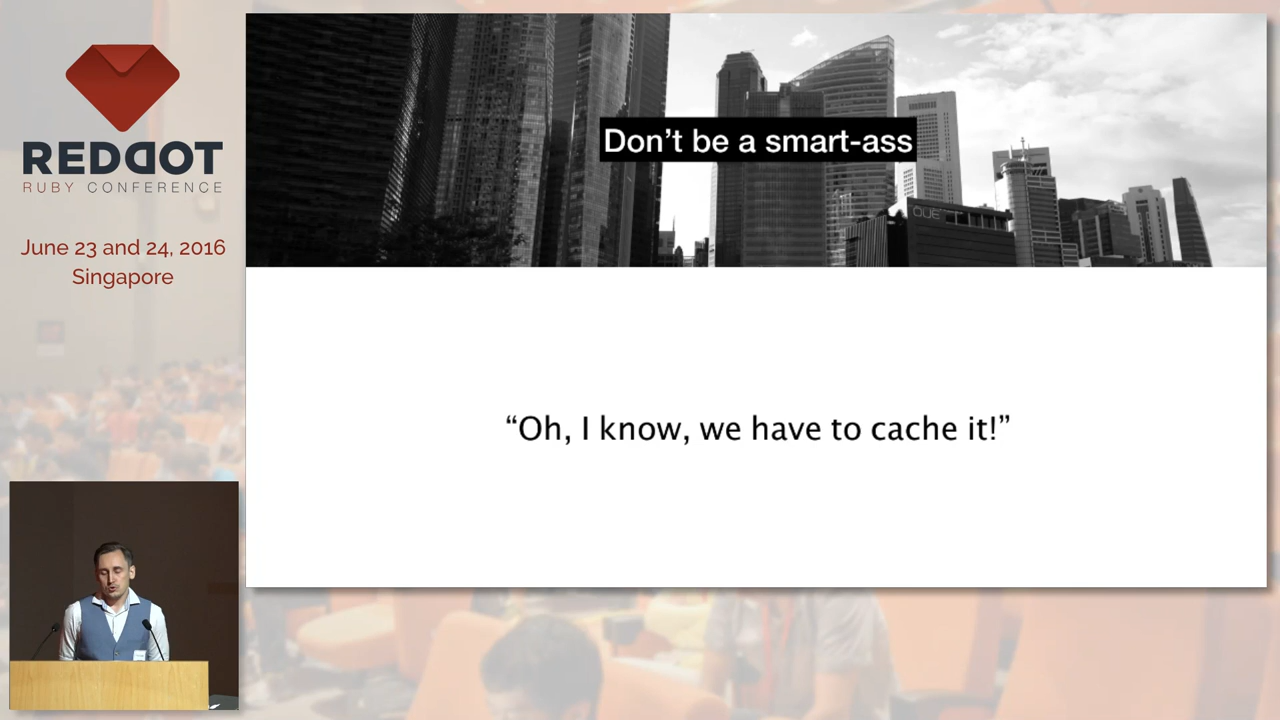 REDDOT
RUBY CONFERENCE
June 23 and 24, 2016
Singapore
Don’t be a smart-ass
OUE
“Oh, I know, we have to cache it!”